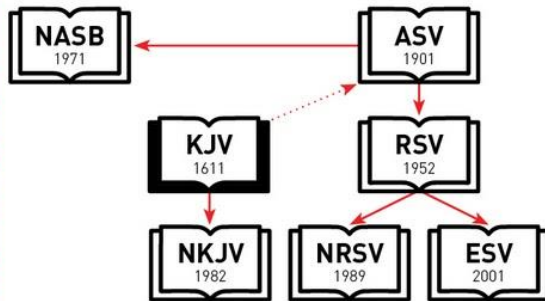 NASB
1971
ASV
1901
KJV
1611
RSV
1952
NKJV
1982
NRSV
1989
ESV
2001